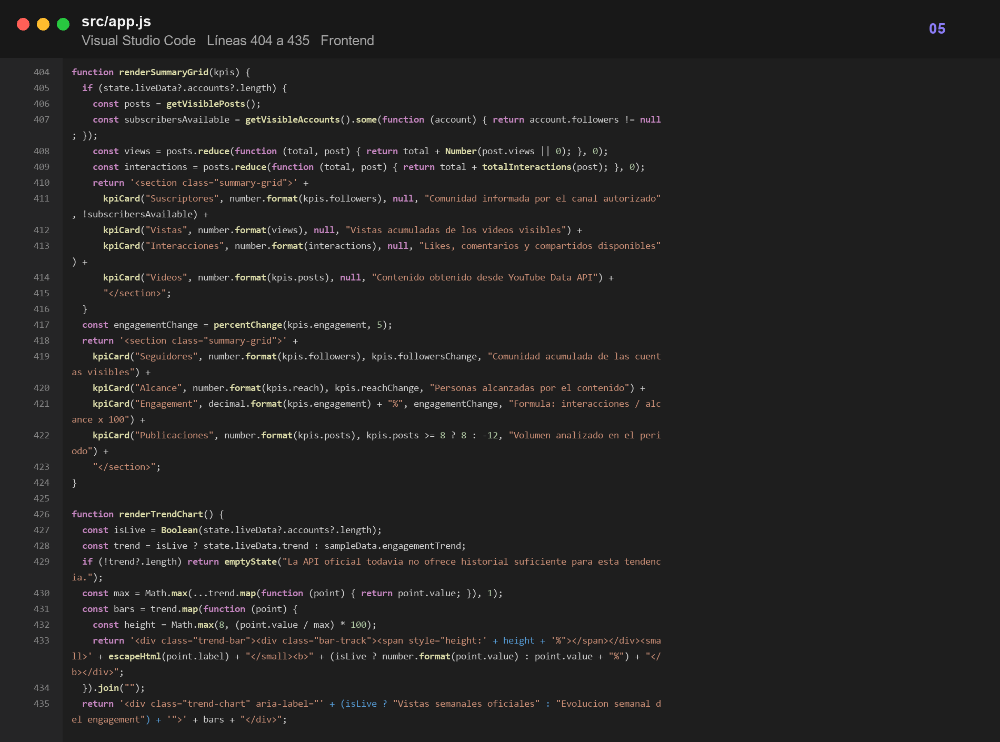 src/app.js
05
Visual Studio Code   Líneas 404 a 435   Frontend
404 function renderSummaryGrid(kpis) {
405   if (state.liveData?.accounts?.length) {
406     const posts = getVisiblePosts();
407     const subscribersAvailable = getVisibleAccounts().some(function (account) { return account.followers != null
; });
408     const views = posts.reduce(function (total, post) { return total + Number(post.views || 0); }, 0);
409     const interactions = posts.reduce(function (total, post) { return total + totalInteractions(post); }, 0);
410     return '<section class="summary-grid">' +
411       kpiCard("Suscriptores", number.format(kpis.followers), null, "Comunidad informada por el canal autorizado"
, !subscribersAvailable) +
412       kpiCard("Vistas", number.format(views), null, "Vistas acumuladas de los videos visibles") +
413       kpiCard("Interacciones", number.format(interactions), null, "Likes, comentarios y compartidos disponibles"
) +
414       kpiCard("Videos", number.format(kpis.posts), null, "Contenido obtenido desde YouTube Data API") +
415       "</section>";
416   }
417   const engagementChange = percentChange(kpis.engagement, 5);
418   return '<section class="summary-grid">' +
419     kpiCard("Seguidores", number.format(kpis.followers), kpis.followersChange, "Comunidad acumulada de las cuent
as visibles") +
420     kpiCard("Alcance", number.format(kpis.reach), kpis.reachChange, "Personas alcanzadas por el contenido") +
421     kpiCard("Engagement", decimal.format(kpis.engagement) + "%", engagementChange, "Formula: interacciones / alc
ance x 100") +
422     kpiCard("Publicaciones", number.format(kpis.posts), kpis.posts >= 8 ? 8 : -12, "Volumen analizado en el peri
odo") +
423     "</section>";
424 }
425
426 function renderTrendChart() {
427   const isLive = Boolean(state.liveData?.accounts?.length);
428   const trend = isLive ? state.liveData.trend : sampleData.engagementTrend;
429   if (!trend?.length) return emptyState("La API oficial todavia no ofrece historial suficiente para esta tendenc
ia.");
430   const max = Math.max(...trend.map(function (point) { return point.value; }), 1);
431   const bars = trend.map(function (point) {
432     const height = Math.max(8, (point.value / max) * 100);
433     return '<div class="trend-bar"><div class="bar-track"><span style="height:' + height + '%"></span></div><sma
ll>' + escapeHtml(point.label) + "</small><b>" + (isLive ? number.format(point.value) : point.value + "%") + "</
b></div>";
434   }).join("");
435   return '<div class="trend-chart" aria-label="' + (isLive ? "Vistas semanales oficiales" : "Evolucion semanal d
el engagement") + '">' + bars + "</div>";